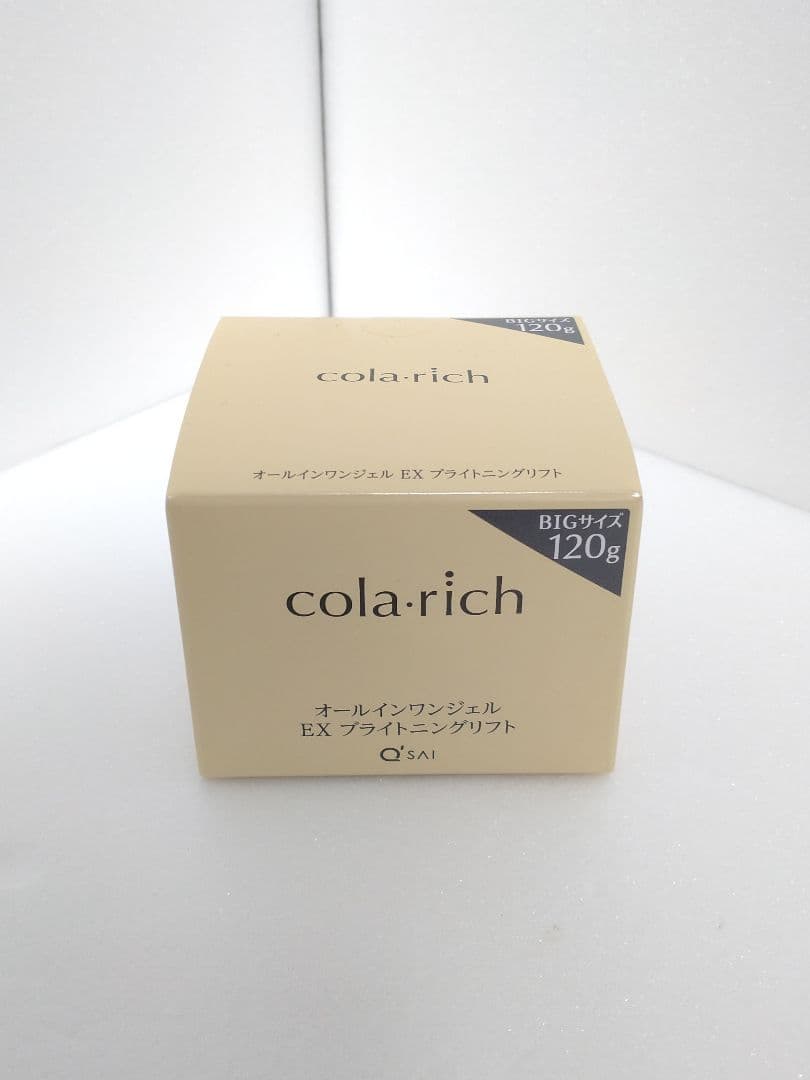 BIGサイズ
120g
cola·rich
オールインワンジェル EX ブライトニングリフト
BIGサイズ
120g
cola·rich
オールインワンジェル
EX ブライトニングリフト
Q'SAI